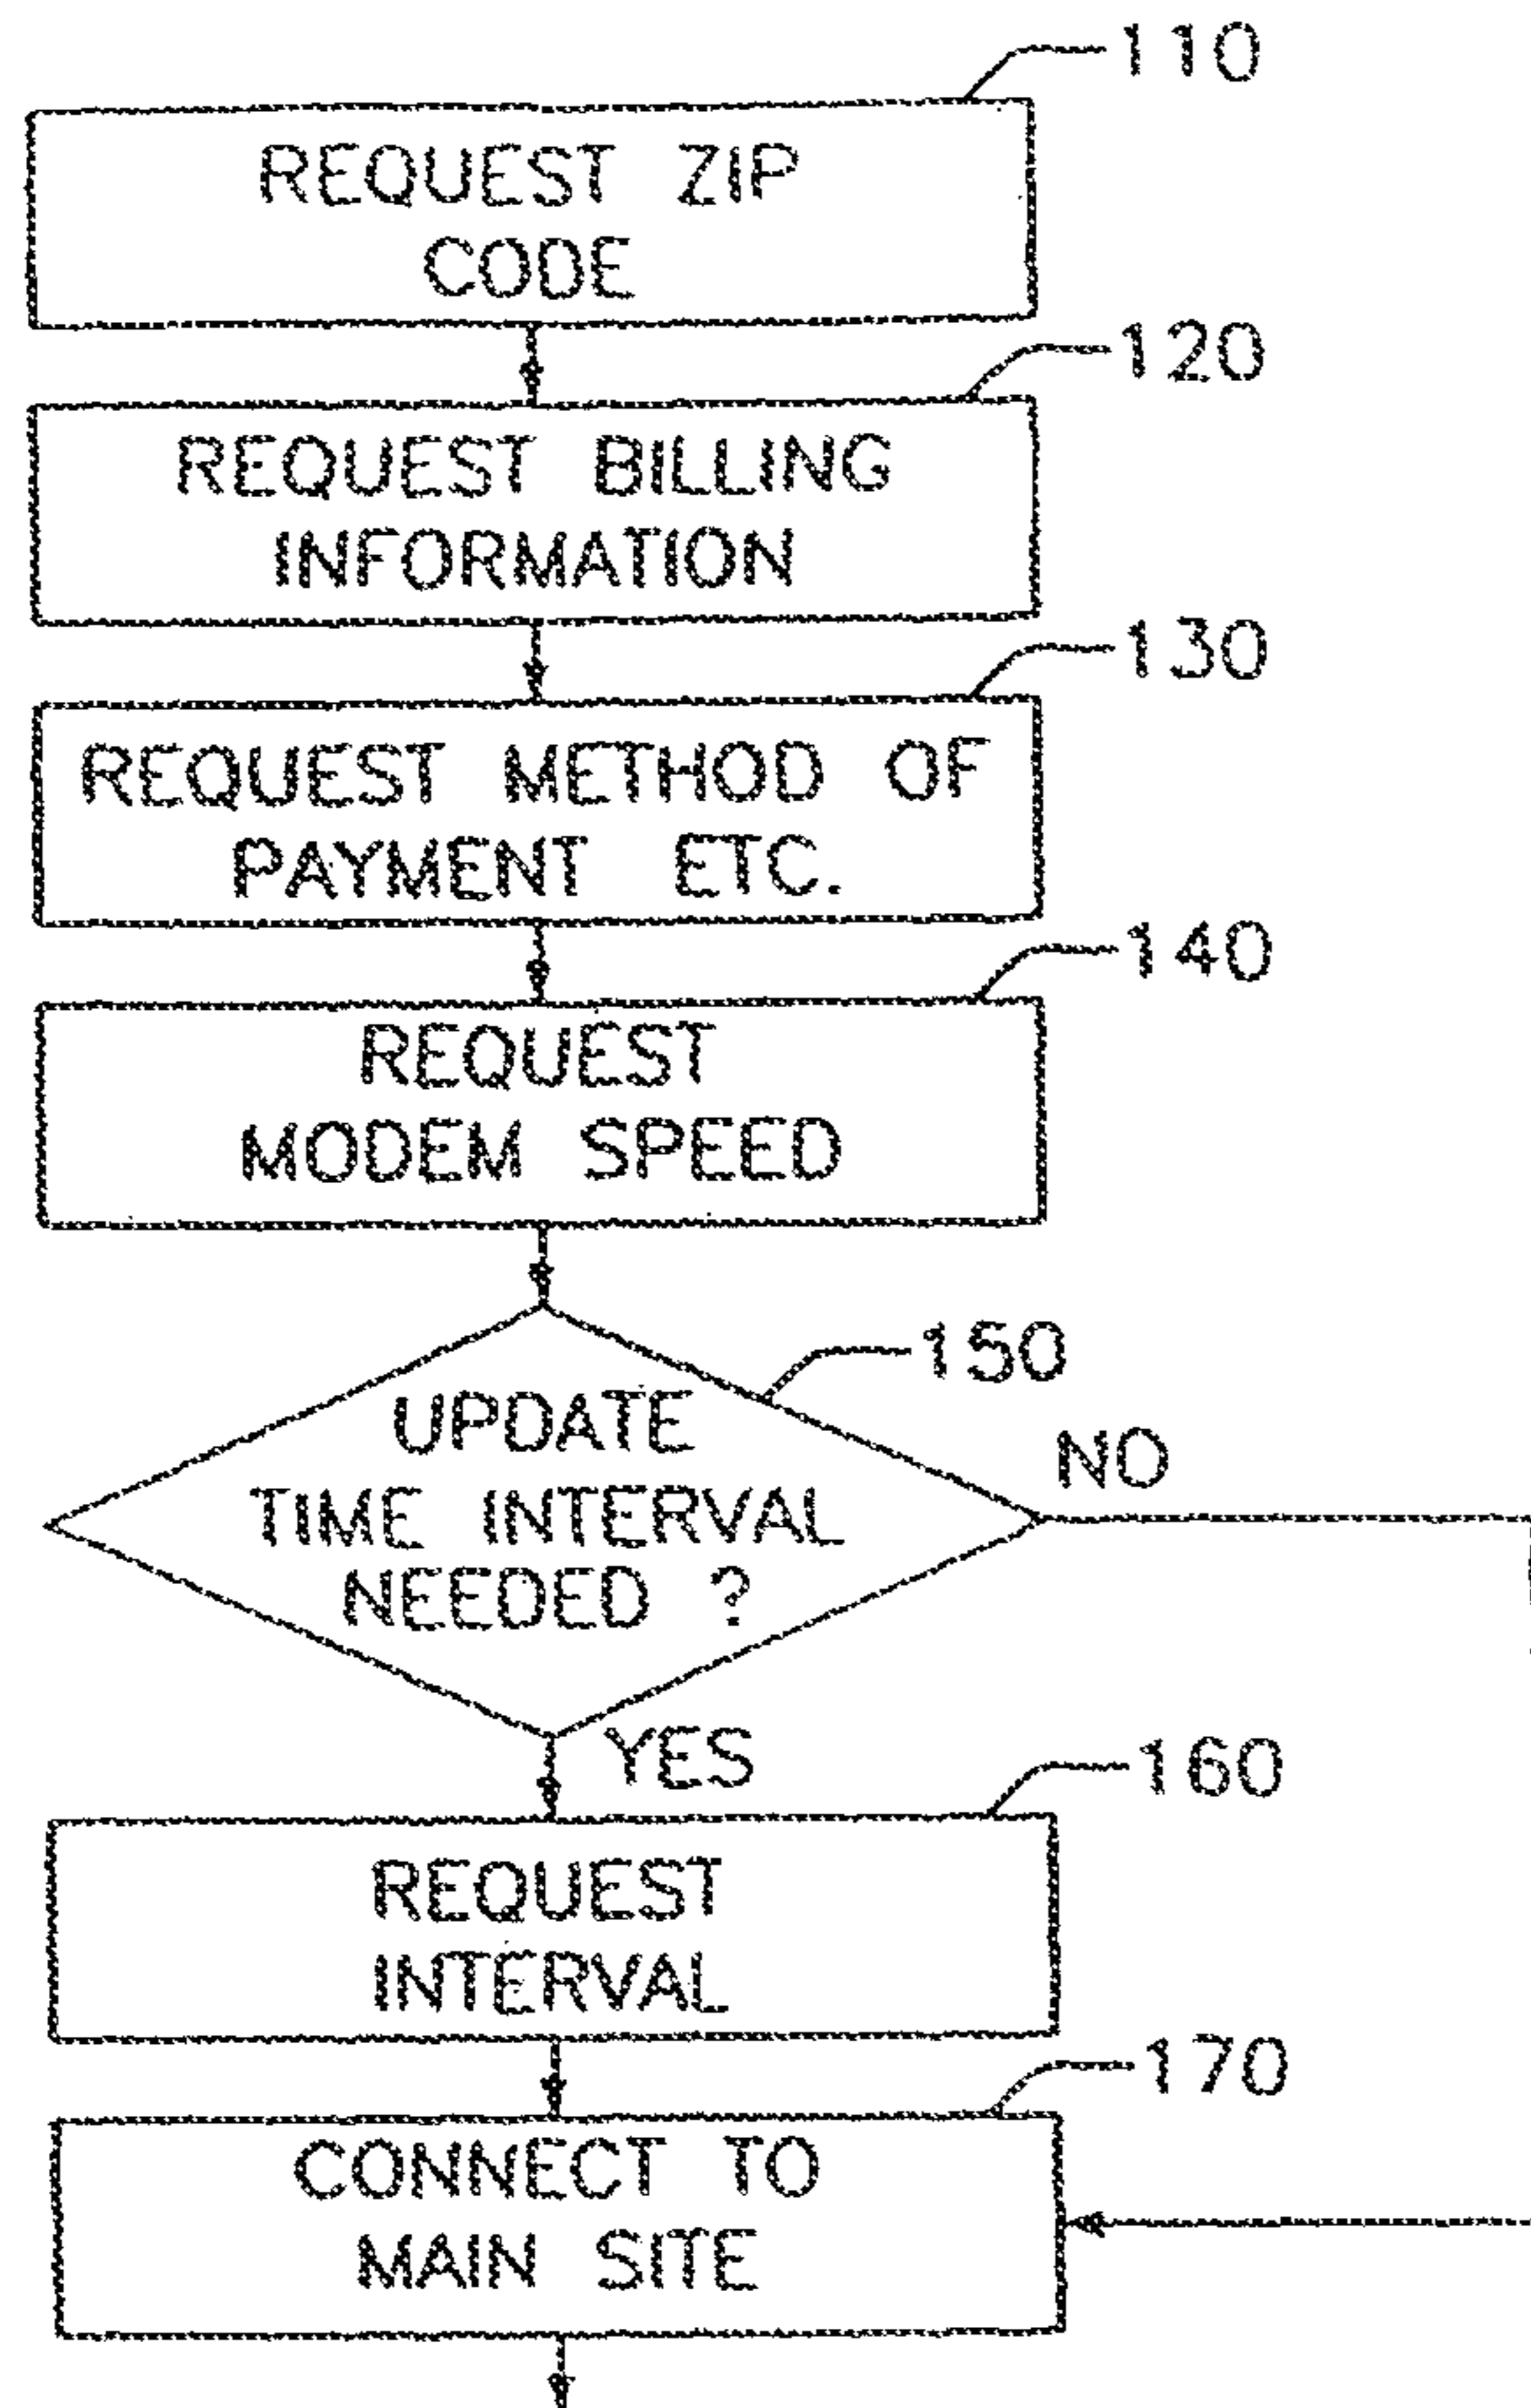 110
REQUEST ZIP
CODE
120
REQUEST BILLING
INFORMATION
130
REQUEST METHOD OF
PAYMENT ETC.
140
REQUEST
MODEM SPEED
150
UPDATE
TIME INTERVAL
NEEDED ?
NO
YES
160
REQUEST
INTERVAL
170
CONNECT TO
MAIN SITE